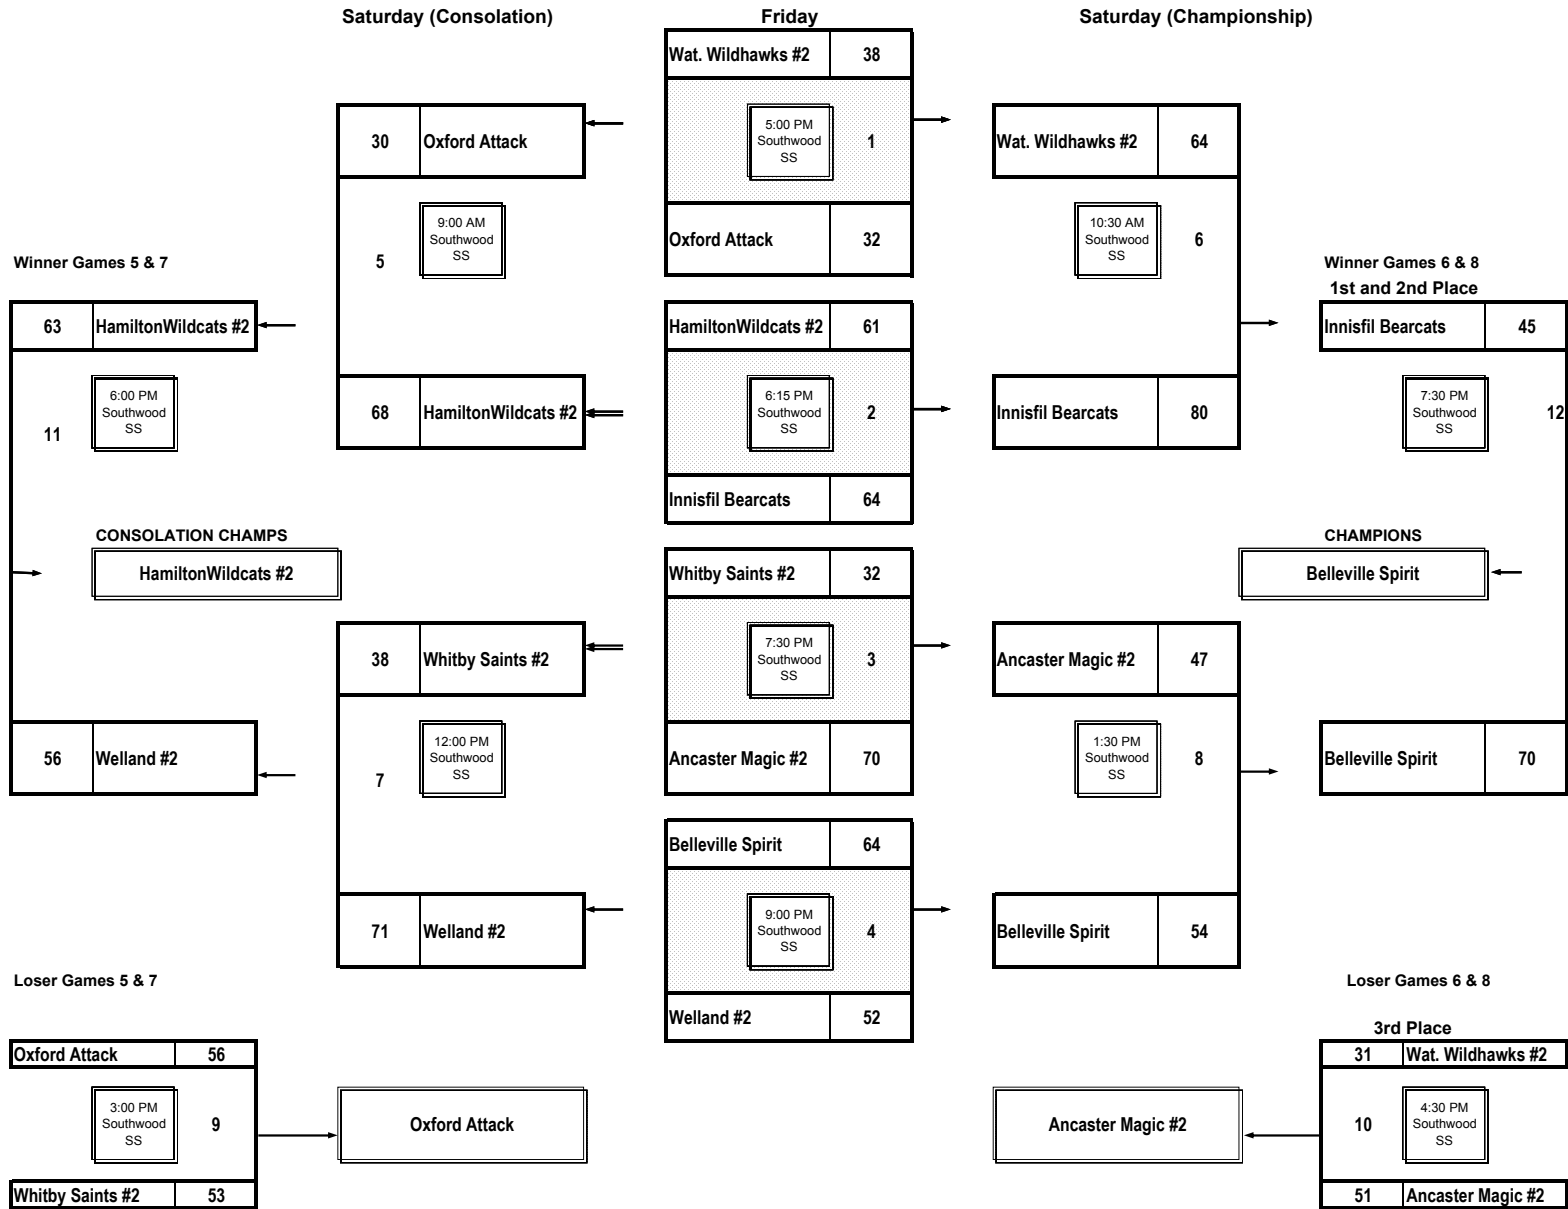 Saturday (Consolation)
Friday
Saturday (Championship)
Wat. Wildhawks #2 38
5:00 PM
Southwood
SS
1
Oxford Attack 32
HamiltonWildcats #2 61
6:15 PM
Southwood
SS
2
Innisfil Bearcats 64
Whitby Saints #2 32
7:30 PM
Southwood
SS
3
Ancaster Magic #2 70
Belleville Spirit 64
9:00 PM
Southwood
SS
4
Welland #2 52
30 Oxford Attack
9:00 AM
Southwood
SS
5
68 HamiltonWildcats #2
38 Whitby Saints #2
12:00 PM
Southwood
SS
7
71 Welland #2
Winner Games 5 & 7
63 HamiltonWildcats #2
6:00 PM
Southwood
SS
11
CONSOLATION CHAMPS
HamiltonWildcats #2
56 Welland #2
Loser Games 5 & 7
Oxford Attack 56
3:00 PM
Southwood
SS
9
Oxford Attack
Whitby Saints #2 53
Wat. Wildhawks #2 64
10:30 AM
Southwood
SS
6
Innisfil Bearcats 80
Ancaster Magic #2 47
1:30 PM
Southwood
SS
8
Belleville Spirit 54
Winner Games 6 & 8
1st and 2nd Place
Innisfil Bearcats 45
7:30 PM
Southwood
SS
12
CHAMPIONS
Belleville Spirit
Belleville Spirit 70
Loser Games 6 & 8
3rd Place
31 Wat. Wildhawks #2
10
4:30 PM
Southwood
SS
Ancaster Magic #2
51 Ancaster Magic #2